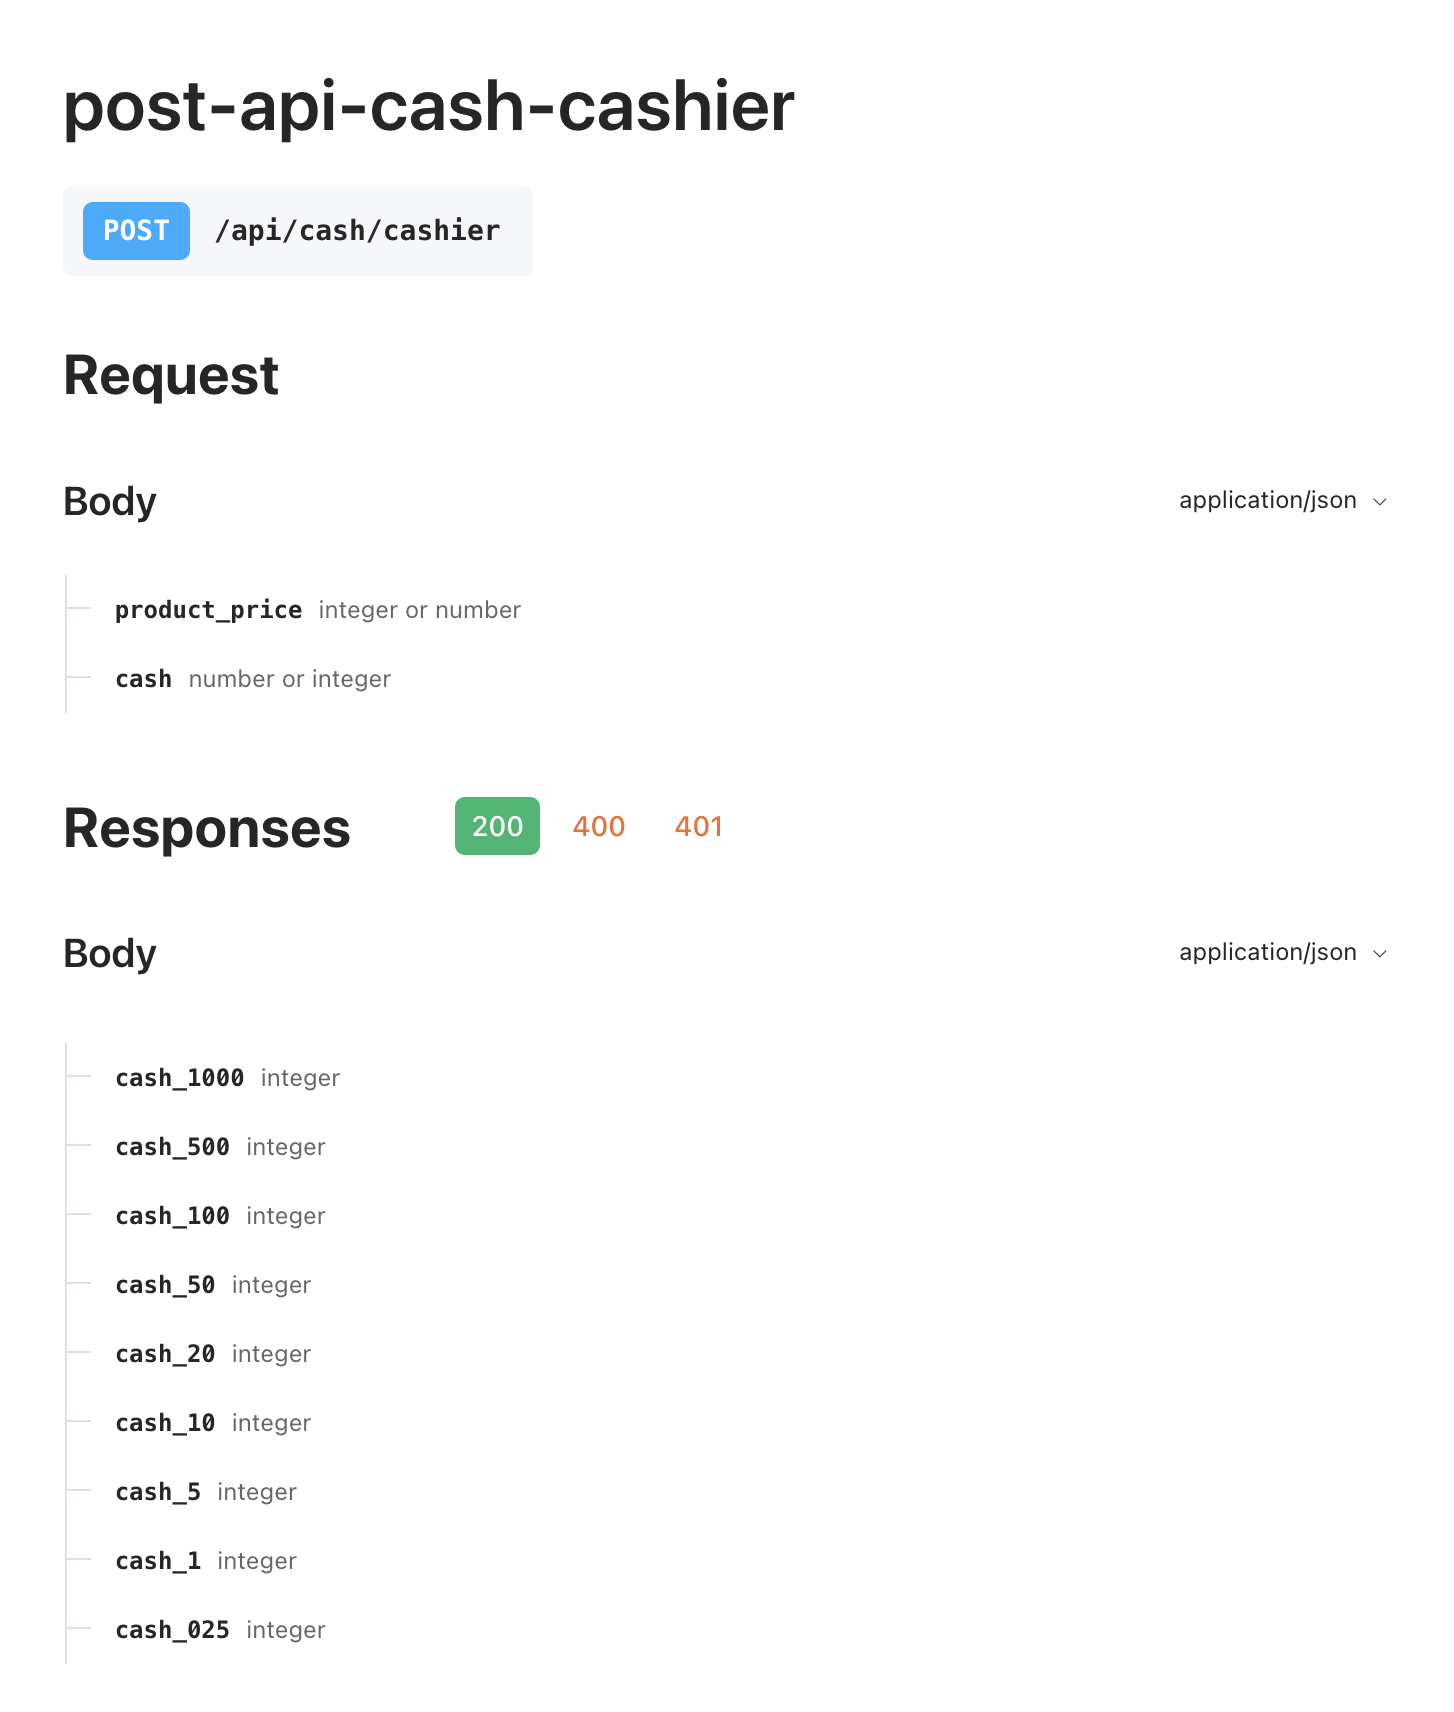 post-api-cash-cashier
POST /api/cash/cashier
Request
Body application/json
product_price integer or number
cash number or integer
Responses 200 400 401
Body application/json
cash_1000 integer
cash_500 integer
cash_100 integer
cash_50 integer
cash_20 integer
cash_10 integer
cash_5 integer
cash_1 integer
cash_025 integer